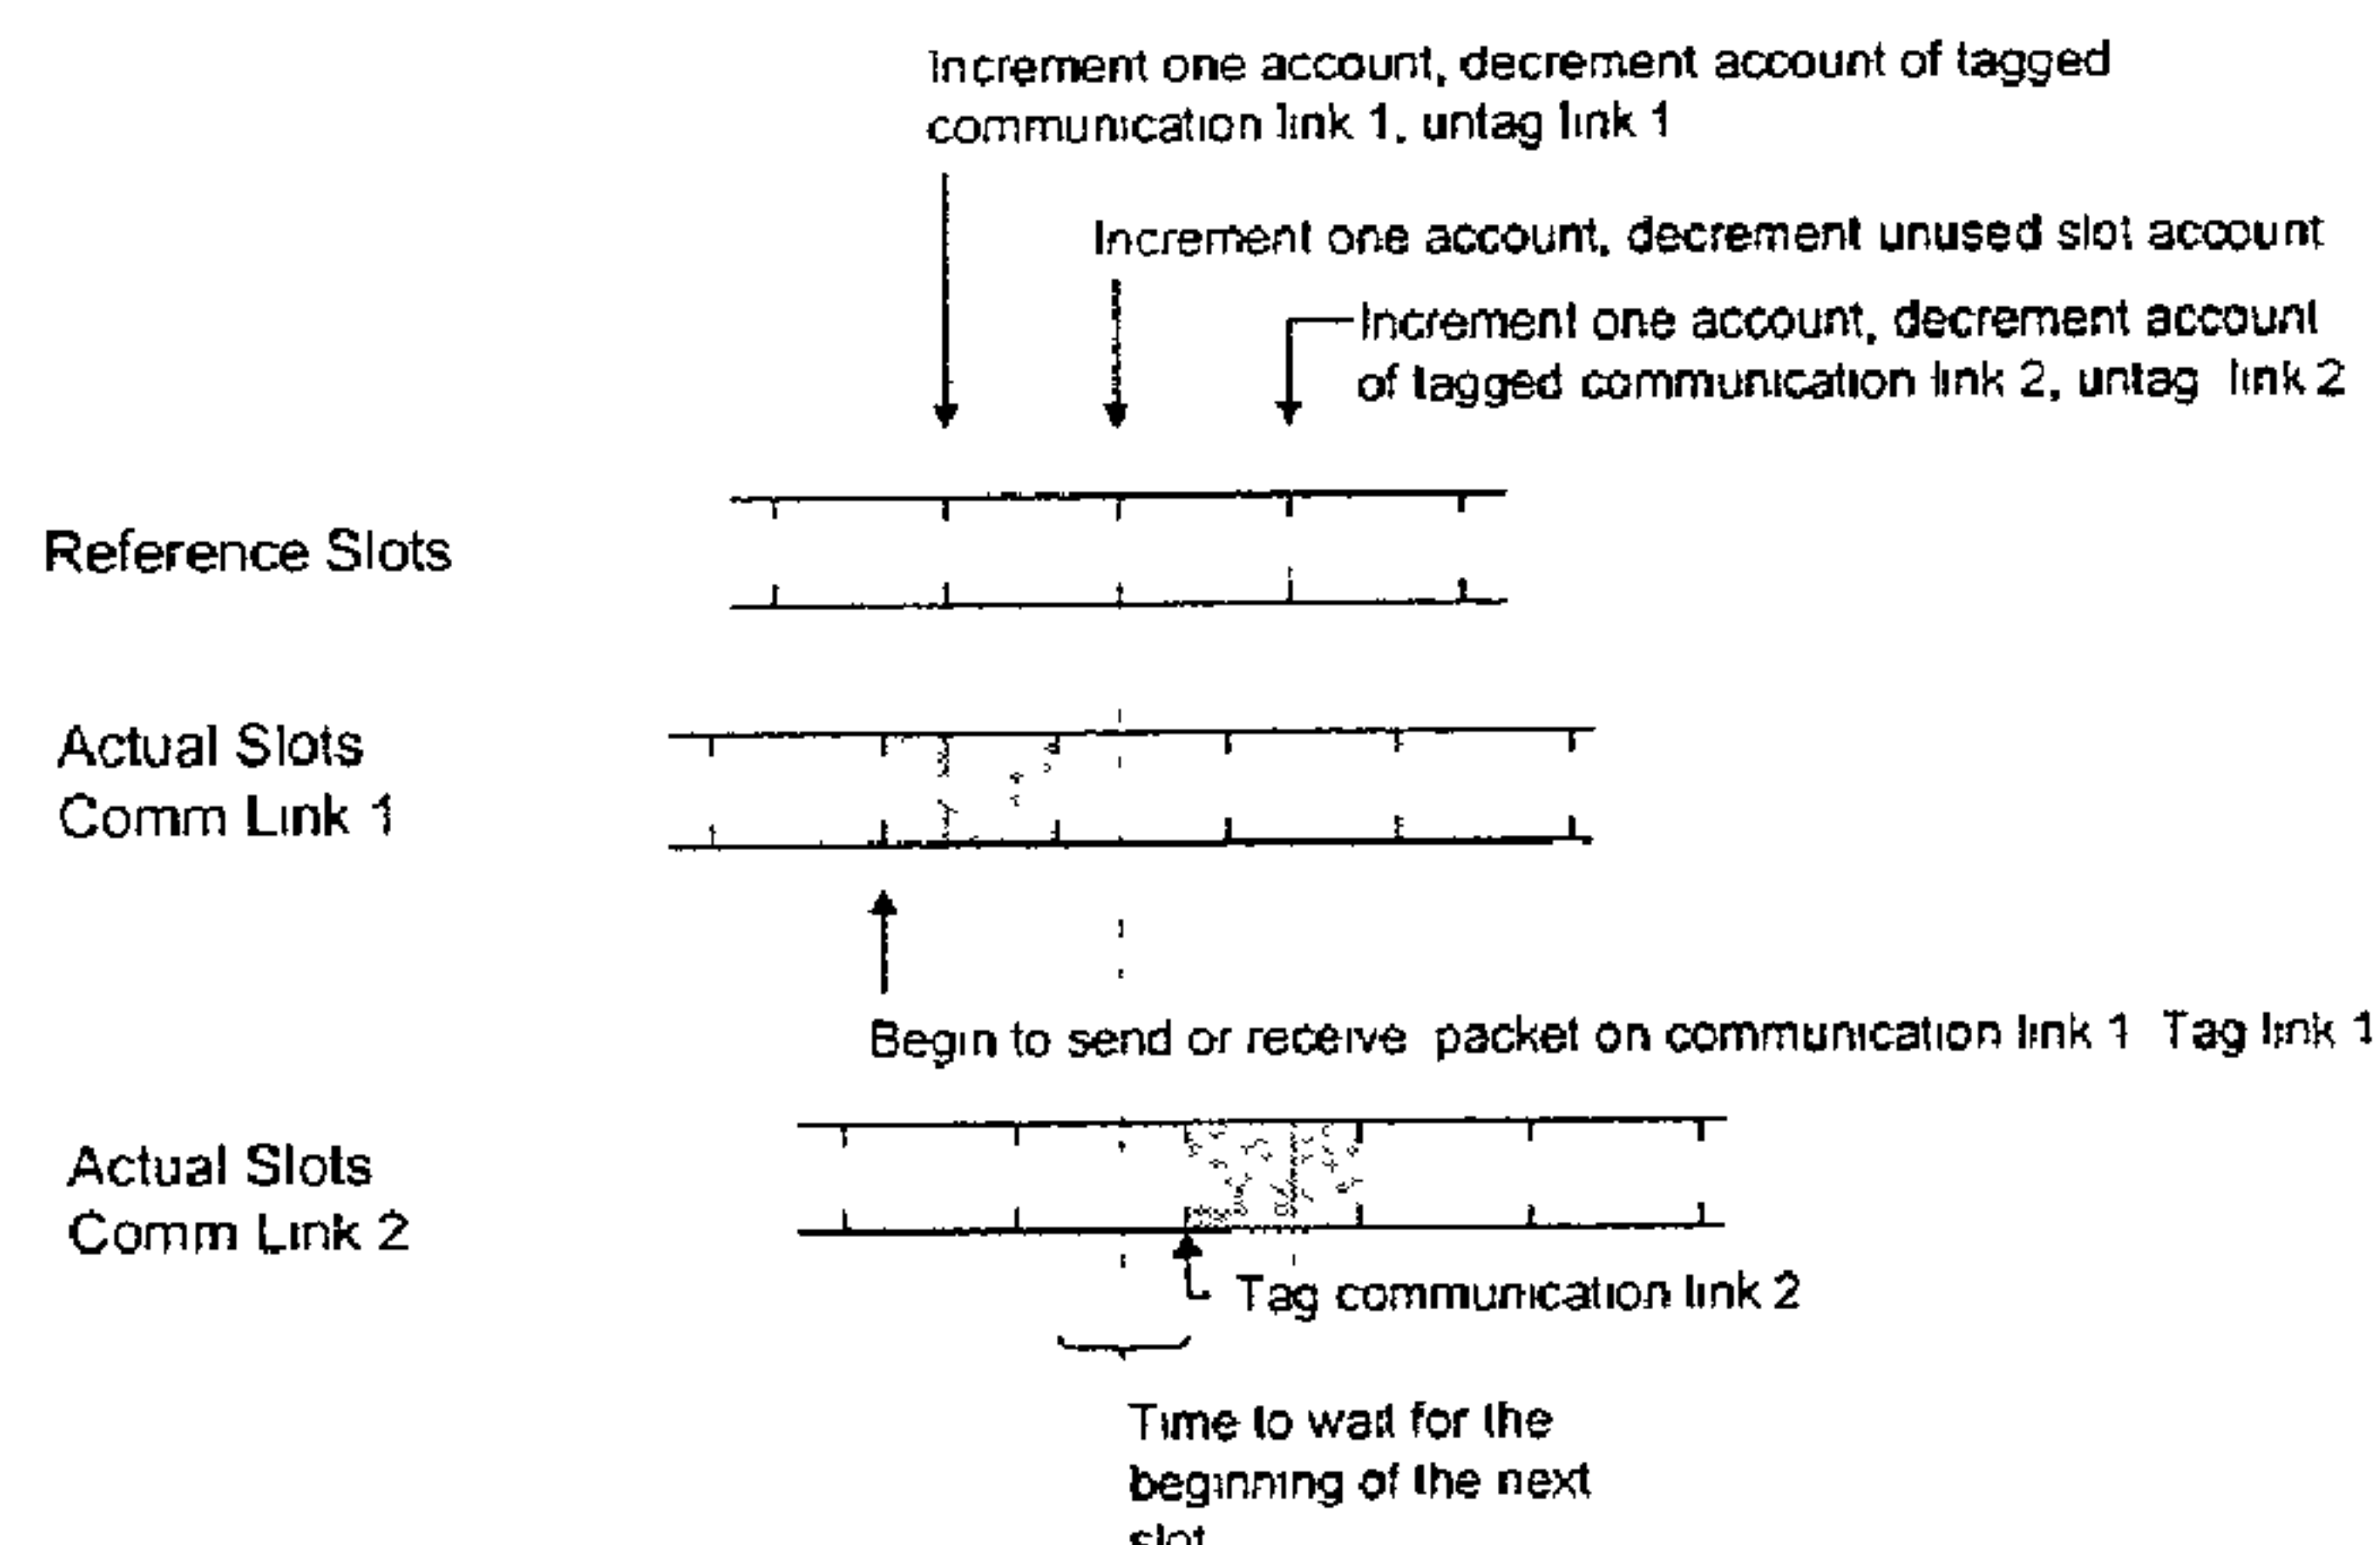 Increment one account, decrement account of tagged
communication link 1, untag link 1
Increment one account, decrement unused slot account
Increment one account, decrement account
of tagged communication link 2, untag link 2
Reference Slots
Actual Slots
Comm Link 1
Begin to send or receive packet on communication link 1 Tag link 1
Actual Slots
Comm Link 2
Tag communication link 2
Time to wait for the
beginning of the next
slot